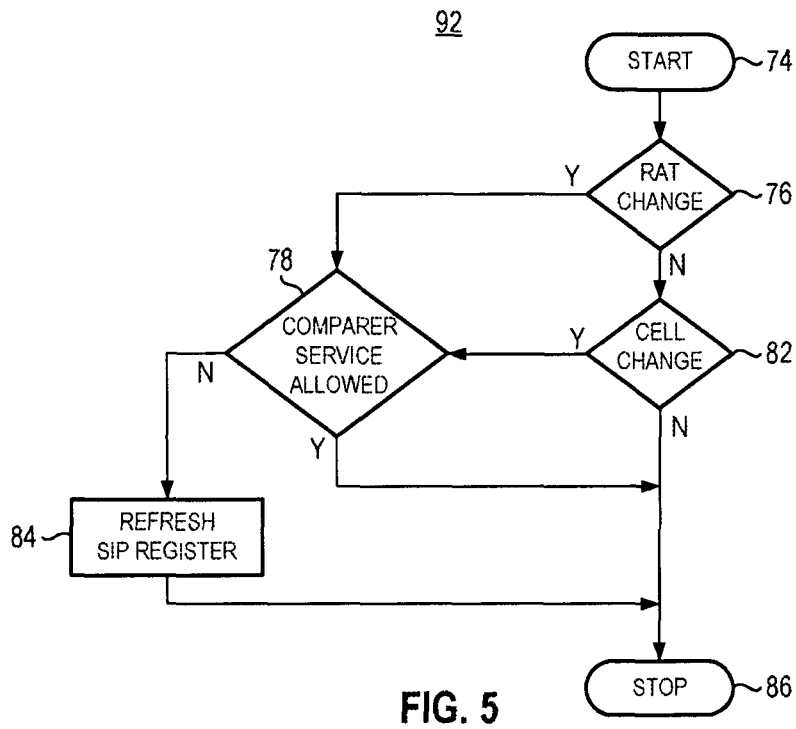 92
START
74
RAT
CHANGE
76
Y
N
78
COMPARER
SERVICE
ALLOWED
Y
CELL
CHANGE
82
N
Y
N
84
REFRESH
SIP REGISTER
STOP
86
FIG. 5